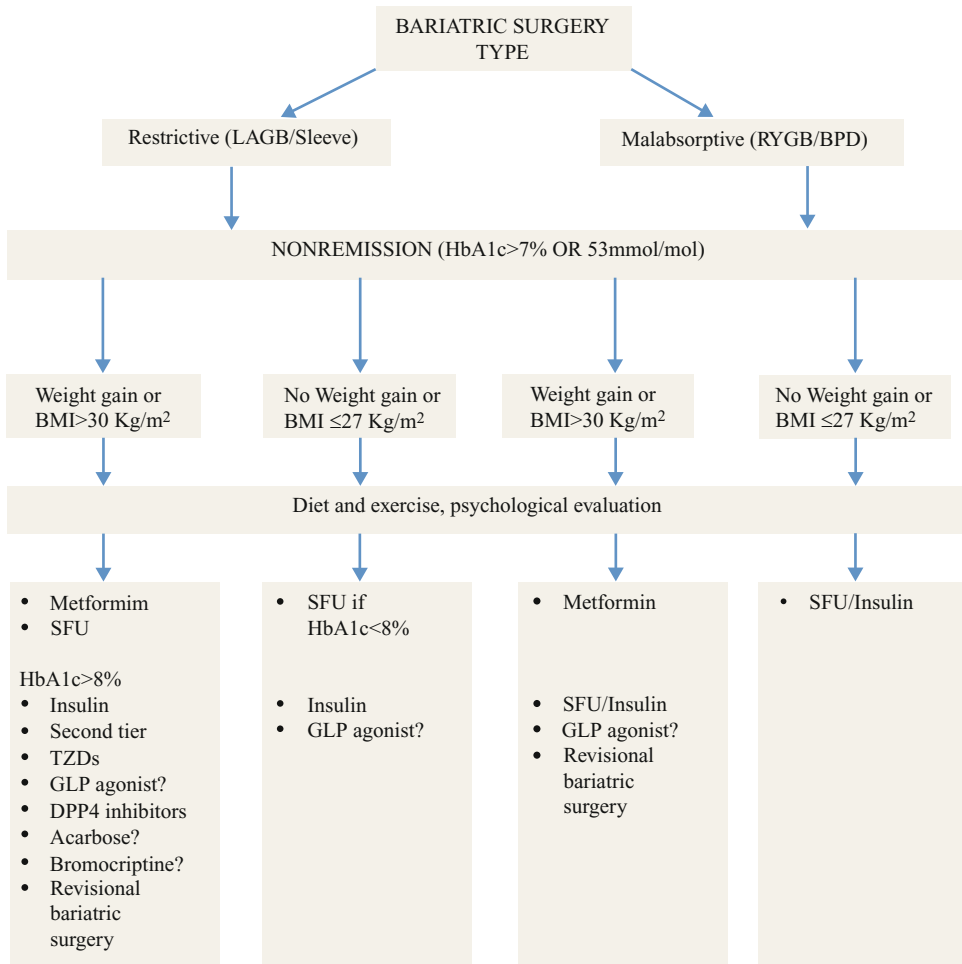 BARIATRIC SURGERY
TYPE
Restrictive (LAGB/Sleeve)
Malabsorptive (RYGB/BPD)
NONREMISSION (HbA1c>7% OR 53mmol/mol)
Weight gain or
BMI>30 Kg/m²
No Weight gain or
BMI ≤27 Kg/m²
Weight gain or
BMI>30 Kg/m²
No Weight gain or
BMI ≤27 Kg/m²
Diet and exercise, psychological evaluation
• Metformim
• SFU
HbA1c>8%
• Insulin
• Second tier
• TZDs
• GLP agonist?
• DPP4 inhibitors
• Acarbose?
• Bromocriptine?
• Revisional
bariatric
surgery
• SFU if
HbA1c<8%
• Insulin
• GLP agonist?
• Metformin
• SFU/Insulin
• GLP agonist?
• Revisional
bariatric
surgery
• SFU/Insulin